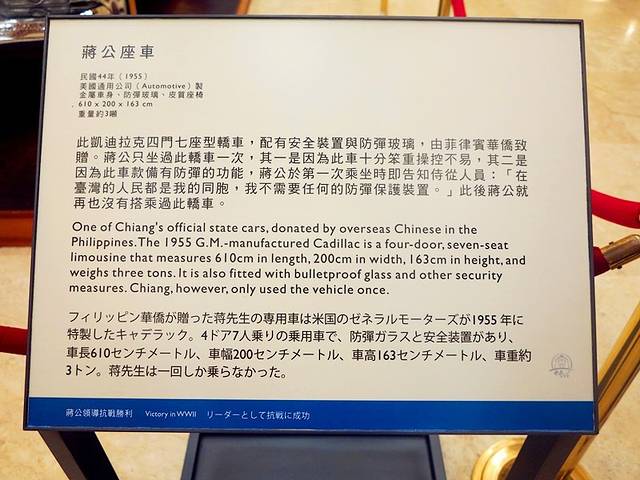 蔣公座車
民國44年（1955）
美國通用公司（Automotive）製
金屬車身、防彈玻璃、皮質座椅
610 x 200 x 163 cm
重量約3噸
此凱迪拉克四門七座型轎車，配有安全裝置與防彈玻璃，由菲律賓華僑致
贈。蔣公只坐過此轎車一次，其一是因為此車十分笨重操控不易，其二是
因為此車款備有防彈的功能，蔣公於第一次乘坐時即告知侍從人員：「在
臺灣的人民都是我的同胞，我不需要任何的防彈保護裝置。」此後蔣公就
再也沒有搭乘過此轎車。
One of Chiang's official state cars, donated by overseas Chinese in the
Philippines. The 1955 G.M.-manufactured Cadillac is a four-door, seven-seat
limousine that measures 610cm in length, 200cm in width, 163cm in height, and
weighs three tons. It is also fitted with bulletproof glass and other security
measures. Chiang, however, only used the vehicle once.
フィリッピン華僑が贈った蒋先生の専用車は米国のゼネラルモーターズが1955年に
特製したキャデラック。4ドア7人乗りの乗用車で、防弾ガラスと安全装置があり、
車長610センチメートル、車幅200センチメートル、車高163センチメートル、車重約
3トン。蒋先生は一回しか乗らなかった。
蔣公領導抗戰勝利 Victory in WWII リーダーとして抗戦に成功